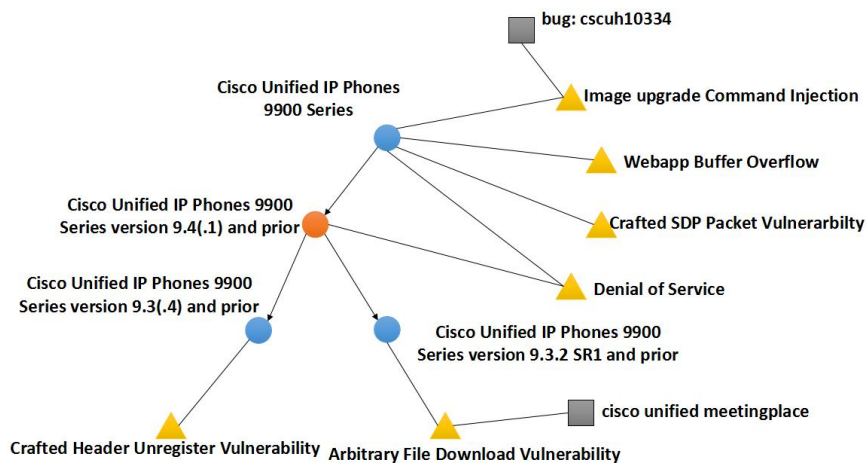 bug: cscuh10334
Cisco Unified IP Phones
9900 Series
Image upgrade Command Injection
Webapp Buffer Overflow
Cisco Unified IP Phones 9900
Series version 9.4(.1) and prior
Crafted SDP Packet Vulnerarbilty
Cisco Unified IP Phones 9900
Series version 9.3(.4) and prior
Denial of Service
Cisco Unified IP Phones 9900
Series version 9.3.2 SR1 and prior
cisco unified meetingplace
Crafted Header Unregister Vulnerability
Arbitrary File Download Vulnerability